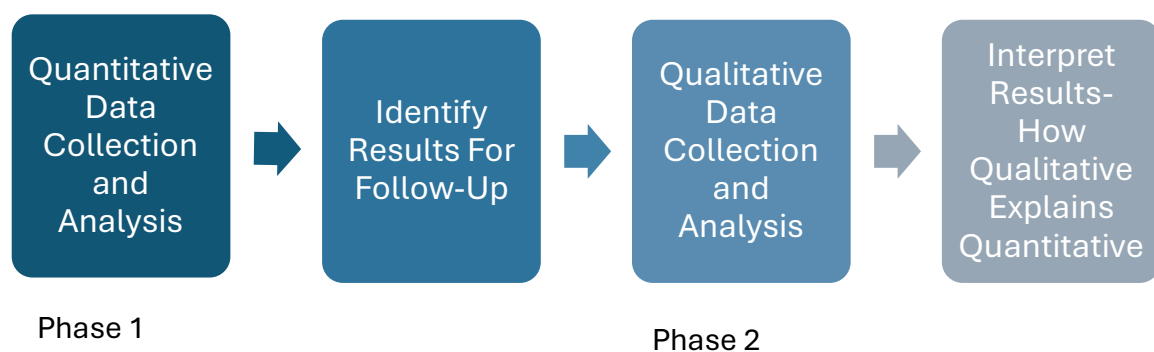 Quantitative
Data
Collection
and
Analysis
Identify
Results For
Follow-Up
Qualitative
Data
Collection
and
Analysis
Interpret
Results-
How
Qualitative
Explains
Quantitative
Phase 1
Phase 2